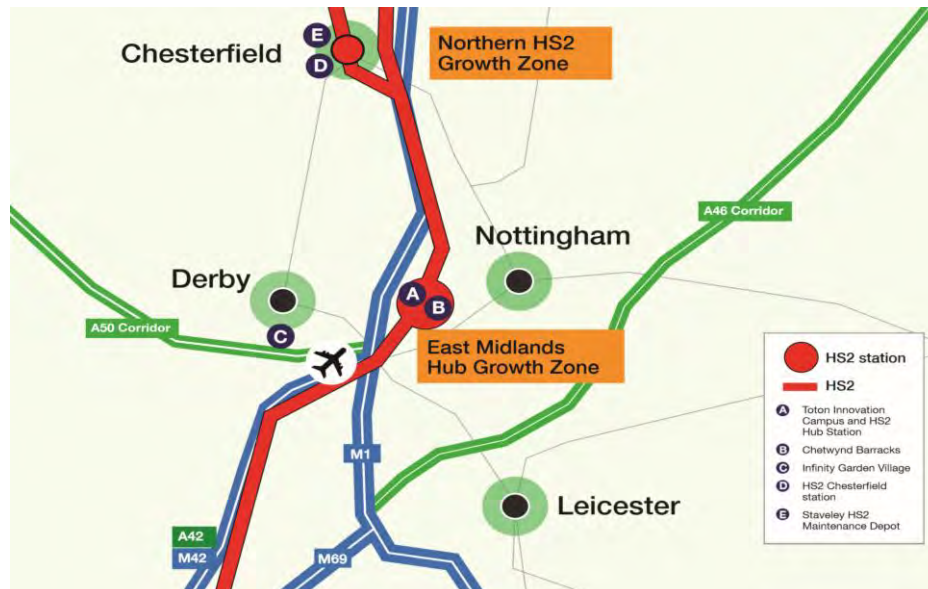 Chesterfield
E
D
Northern HS2
Growth Zone
A46 Corridor
Nottingham
Derby
A
B
C
A50 Corridor
East Midlands
Hub Growth Zone
HS2 station
HS2
A Toton Innovation
Campus and HS2
Hub Station
B Chetwynd Barracks
C Infinity Garden Village
D HS2 Chesterfield
station
E Staveley HS2
Maintenance Depot
M1
Leicester
A42
M42
M69